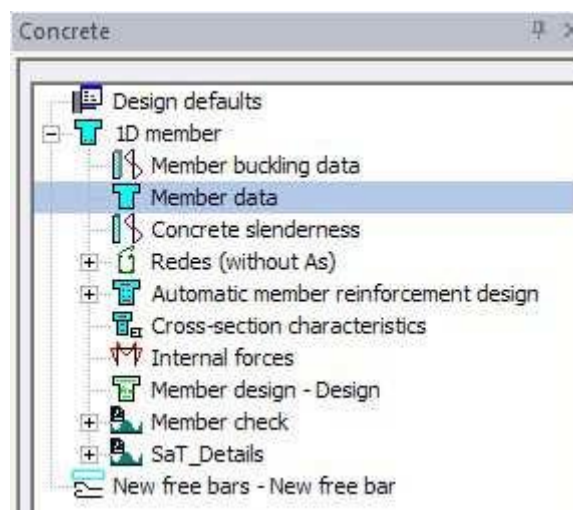 Concrete
Design defaults
1D member
Member buckling data
Member data
Concrete slenderness
Redes (without As)
Automatic member reinforcement design
Cross-section characteristics
Internal forces
Member design - Design
Member check
SaT_Details
New free bars - New free bar